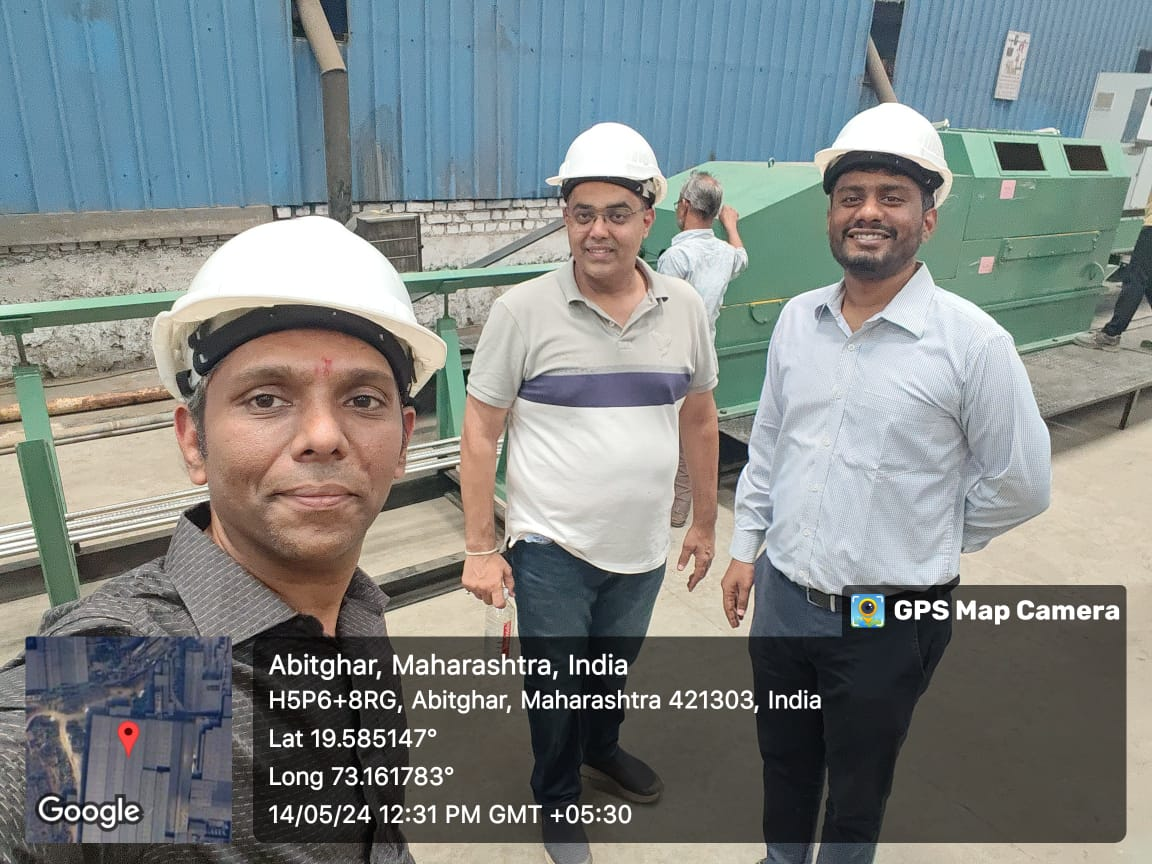 GPS Map Camera
Abitghar, Maharashtra, India
H5P6+8RG, Abitghar, Maharashtra 421303, India
Lat 19.585147°
Long 73.161783°
14/05/24 12:31 PM GMT +05:30
Google